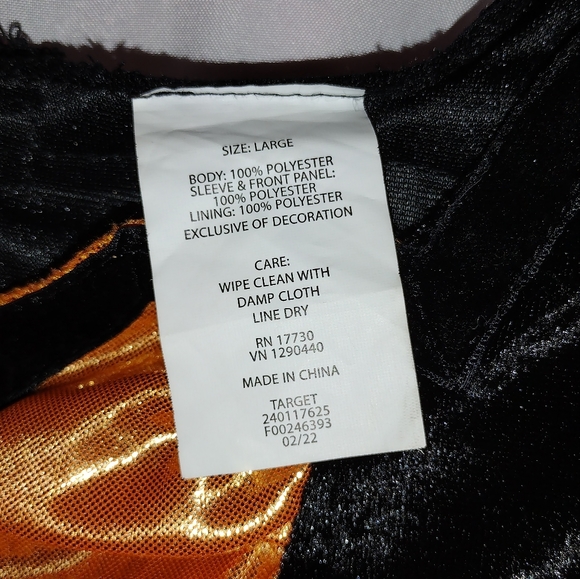 SIZE: LARGE
BODY: 100% POLYESTER
SLEEVE & FRONT PANEL:
100% POLYESTER
LINING: 100% POLYESTER
EXCLUSIVE OF DECORATION
CARE:
WIPE CLEAN WITH
DAMP CLOTH
LINE DRY
RN 17730
VN 1290440
MADE IN CHINA
TARGET
240117625
F00246393
02/22